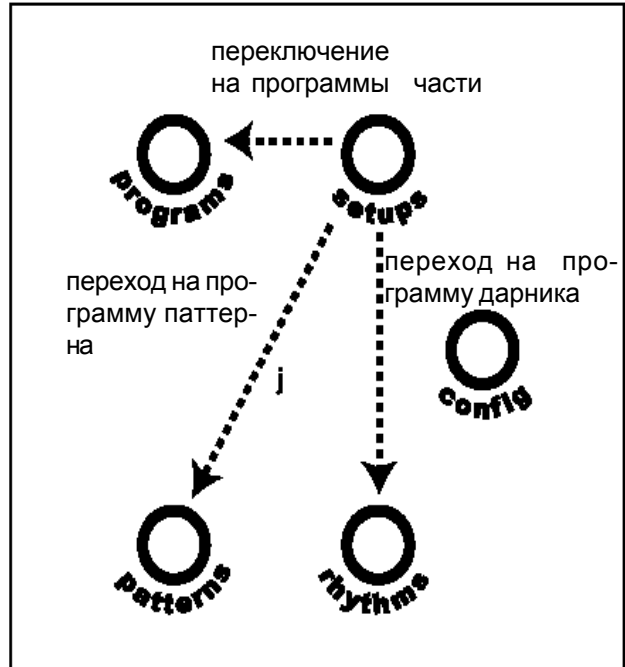 переключение
на программы части
programs
setups
переход на про-
грамму паттер-
на
переход на про-
грамму дарника
config
j
patterns
rhythms